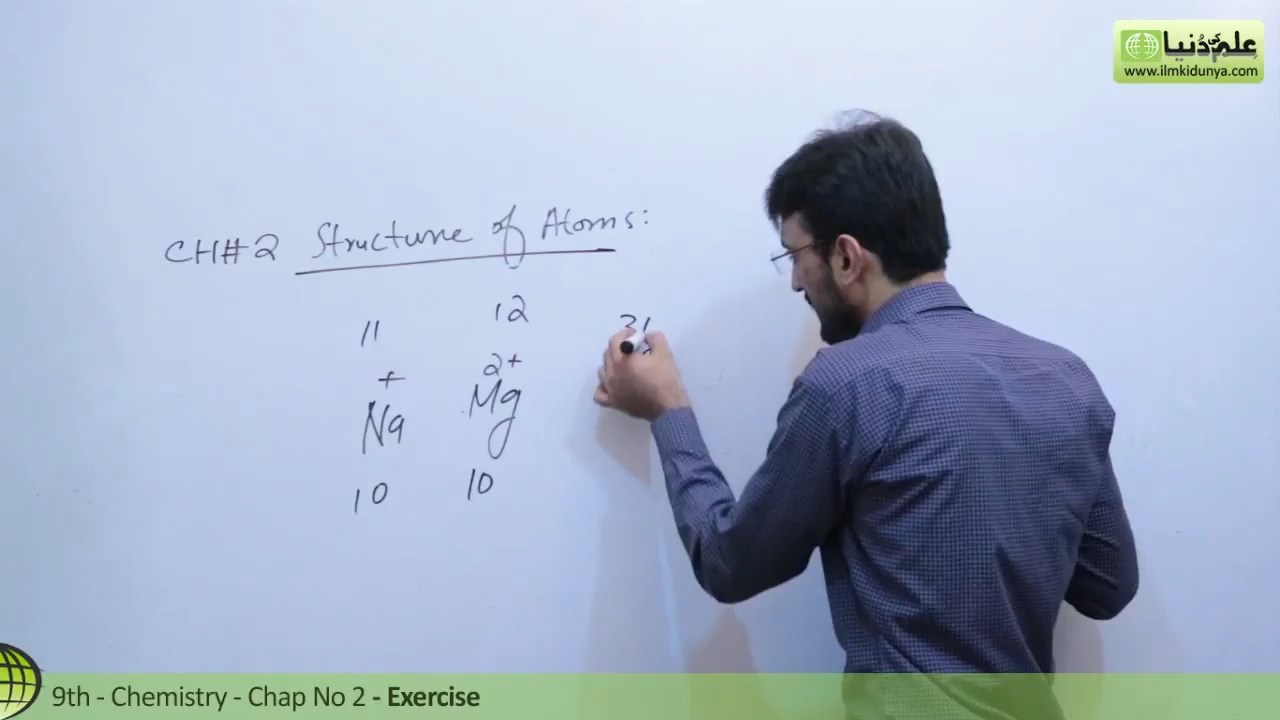 علم کی دُنیا
www.ilmkidunya.com
CH#2 Structure of Atoms:
11 12
+ 2+
Na Mg
10 10
9th - Chemistry - Chap No 2 - Exercise